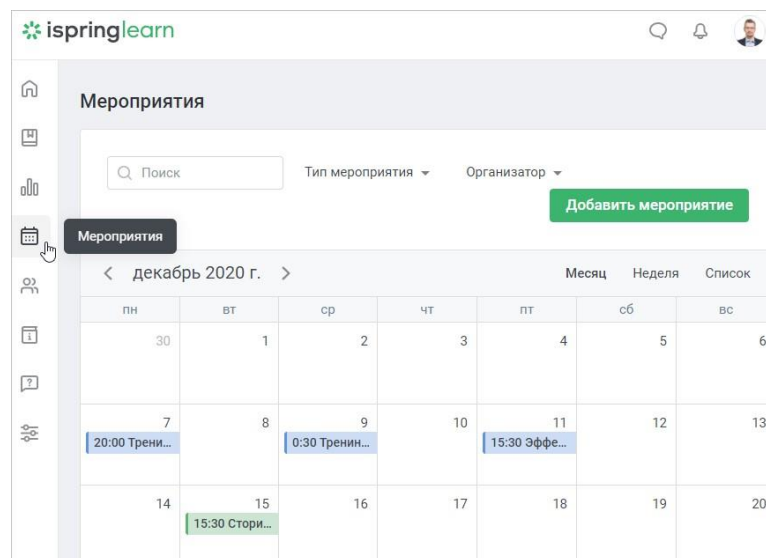 ispringlearn
Мероприятия
Поиск
Тип мероприятия
Организатор
Добавить мероприятие
Мероприятия
декабрь 2020 г.
Месяц Неделя Список
пн вт ср чт пт сб вс
30 1 2 3 4 5 6
7 8 9 10 11 12 13
20:00 Трени... 0:30 Тренин... 15:30 Эффе...
14 15 16 17 18 19 20
15:30 Стори...